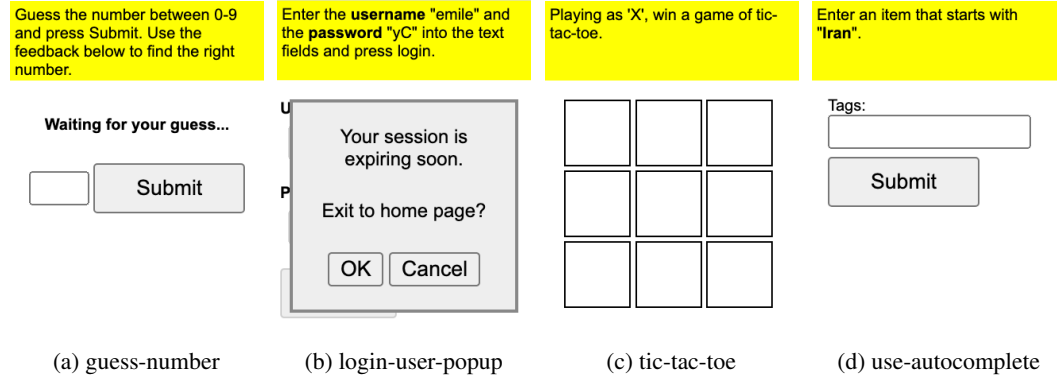 Guess the number between 0-9
and press Submit. Use the
feedback below to find the right
number.
Waiting for your guess...
Submit
(a) guess-number
Enter the username "emile" and
the password "yC" into the text
fields and press login.
U
P
Your session is
expiring soon.
Exit to home page?
OK Cancel
(b) login-user-popup
Playing as 'X', win a game of tic-
tac-toe.
(c) tic-tac-toe
Enter an item that starts with
"Iran".
Tags:
Submit
(d) use-autocomplete